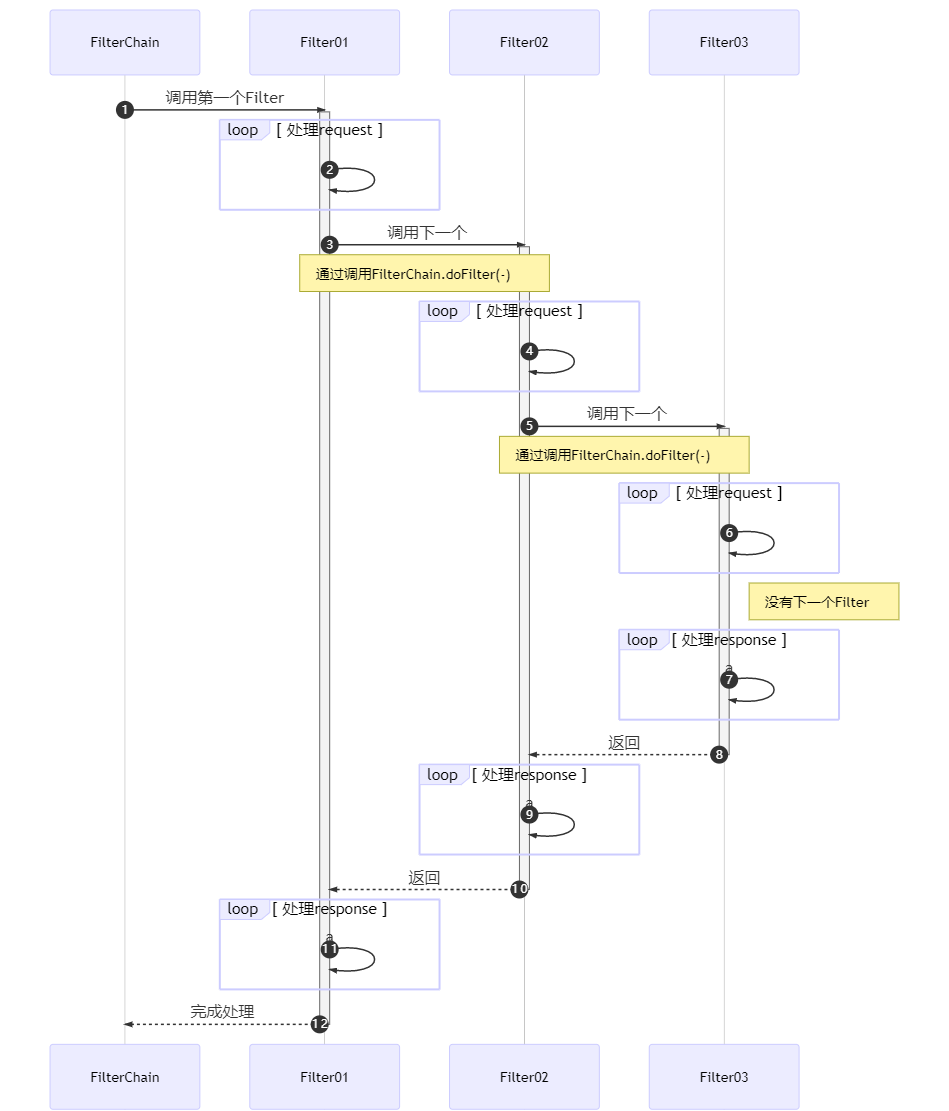 FilterChain
Filter01
Filter02
Filter03
1
调用第一个Filter
loop
[ 处理request ]
2
3
调用下一个
通过调用FilterChain.doFilter(-)
loop
[ 处理request ]
4
5
调用下一个
通过调用FilterChain.doFilter(-)
loop
[ 处理request ]
6
没有下一个Filter
loop
[ 处理response ]
a
7
返回
8
loop
[ 处理response ]
a
9
返回
10
loop
[ 处理response ]
a
11
完成处理
12
FilterChain
Filter01
Filter02
Filter03